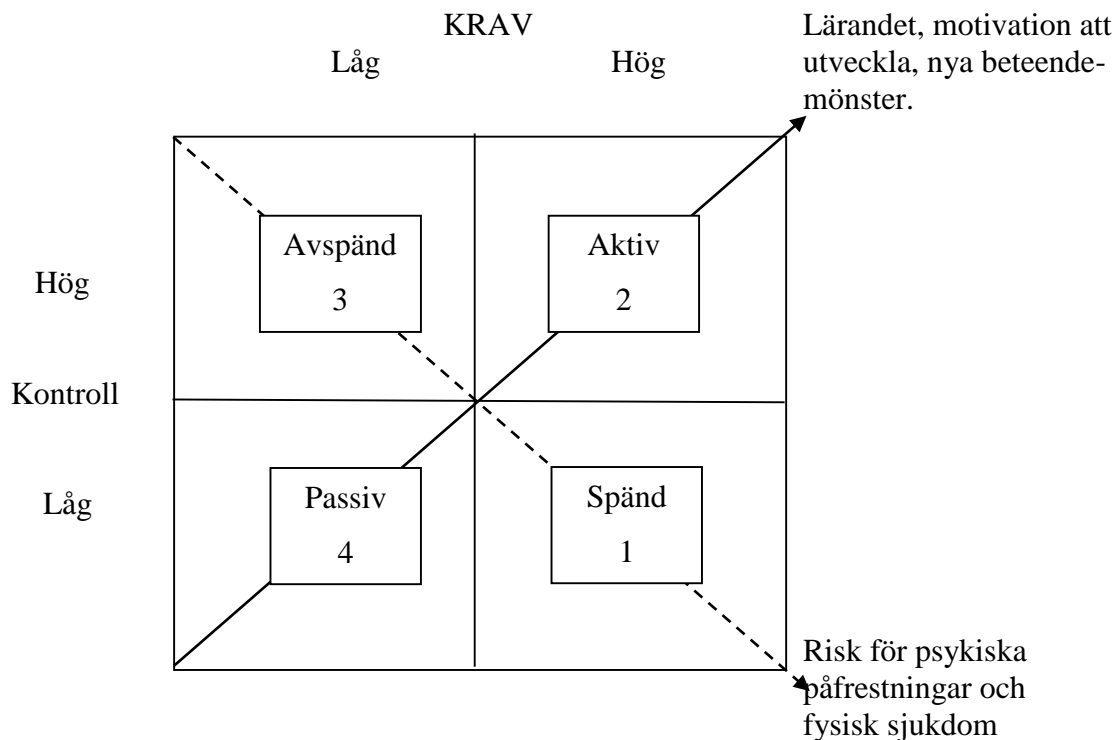 KRAV
Låg
Hög
Lärandet, motivation att
utveckla, nya beteende-
mönster.
Hög
Avspänd
3
Aktiv
2
Kontroll
Låg
Passiv
4
Spänd
1
Risk för psykiska
påfrestningar och
fysisk sjukdom